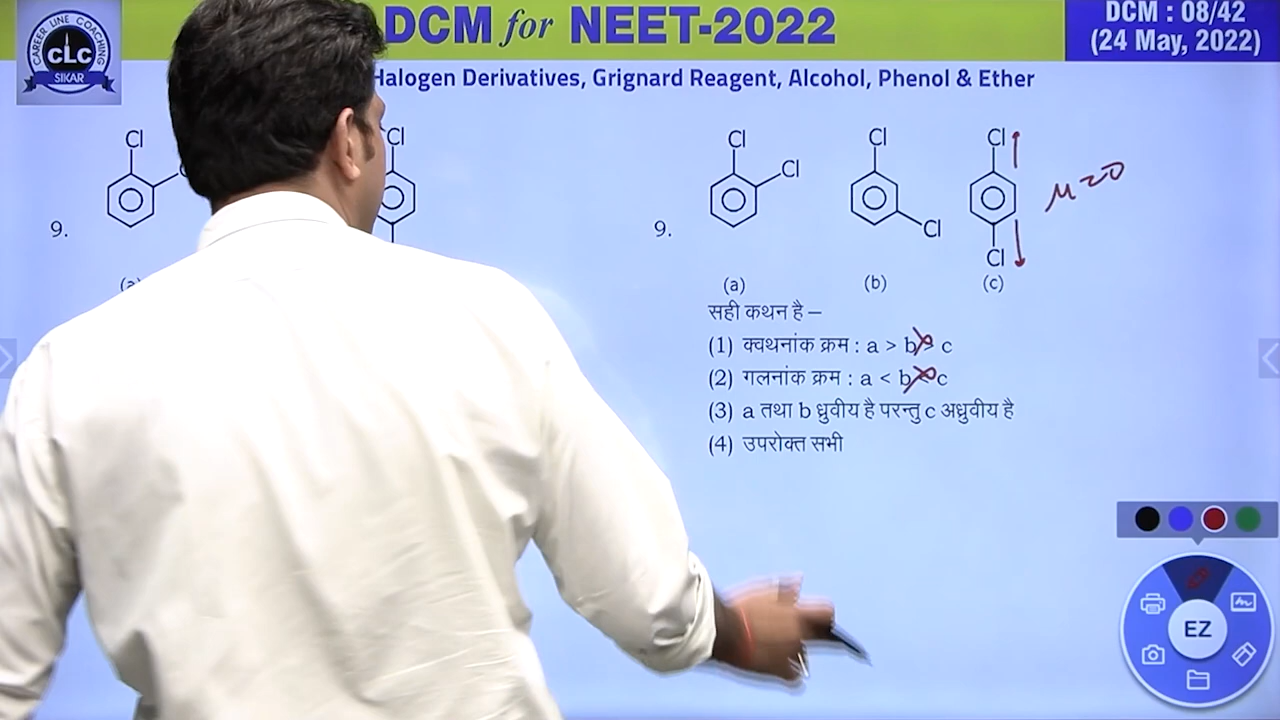 CAREER LINE COACHING
CLC
SIKAR
DCM for NEET-2022
DCM : 08/42
(24 May, 2022)
Halogen Derivatives, Grignard Reagent, Alcohol, Phenol & Ether
9.
Cl
Cl
9.
Cl
Cl
(a)
Cl
Cl
(b)
Cl
Cl
(c)
μ=0
सही कथन है –
(1) क्वथनांक क्रम : a > b > c
(2) गलनांक क्रम : a < b < c
(3) a तथा b ध्रुवीय है परन्तु c अध्रुवीय है
(4) उपरोक्त सभी
EZ